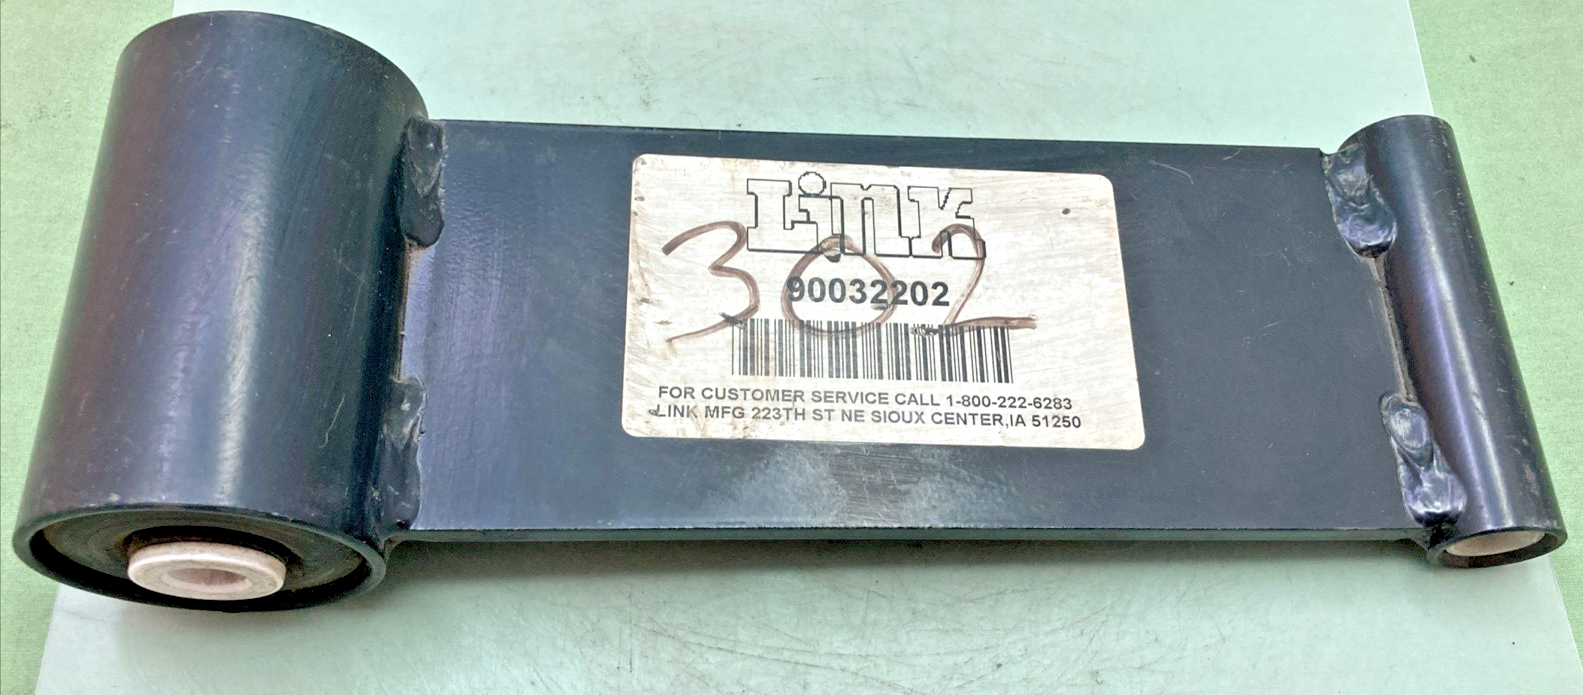 Link
302
90032202
FOR CUSTOMER SERVICE CALL 1-800-222-6283
LINK MFG 223TH ST NE SIOUX CENTER,IA 51250